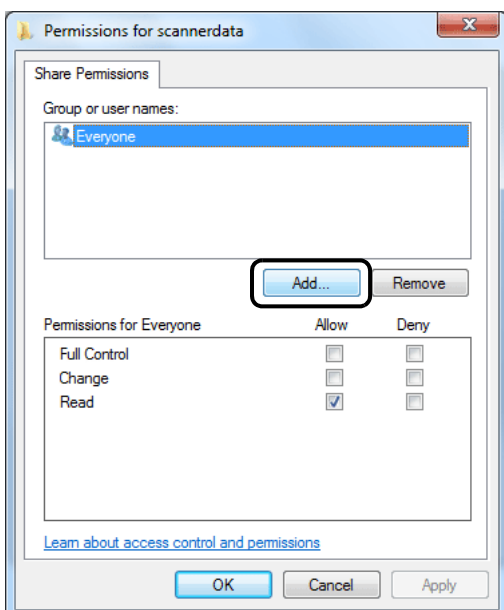 Permissions for scannerdata
Share Permissions
Group or user names:
Everyone
Add... Remove
Permissions for Everyone Allow Deny
Full Control
Change
Read
Learn about access control and permissions
OK Cancel Apply